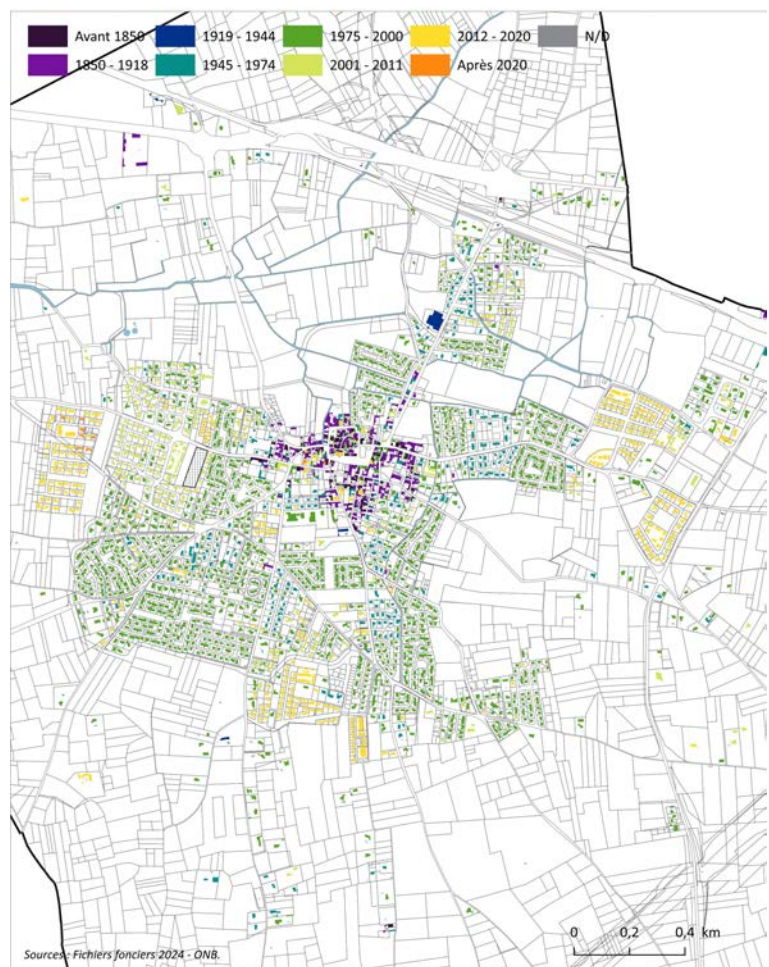 Avant 1850 1919 - 1944 1975 - 2000 2012 - 2020 N/D
1850 - 1918 1945 - 1974 2001 - 2011 Après 2020
0 0,2 0,4 km
Sources : Fichiers fonciers 2024 - ONB.